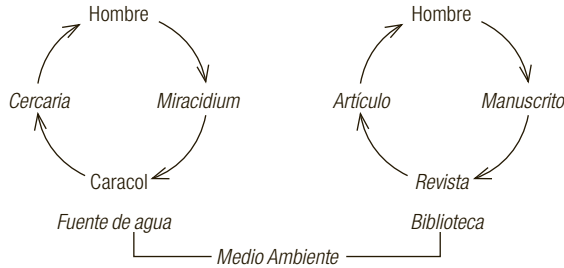 Hombre
Hombre
Cercaria
Miracidium
Artículo
Manuscrito
Caracol
Revista
Fuente de agua
Biblioteca
Medio Ambiente